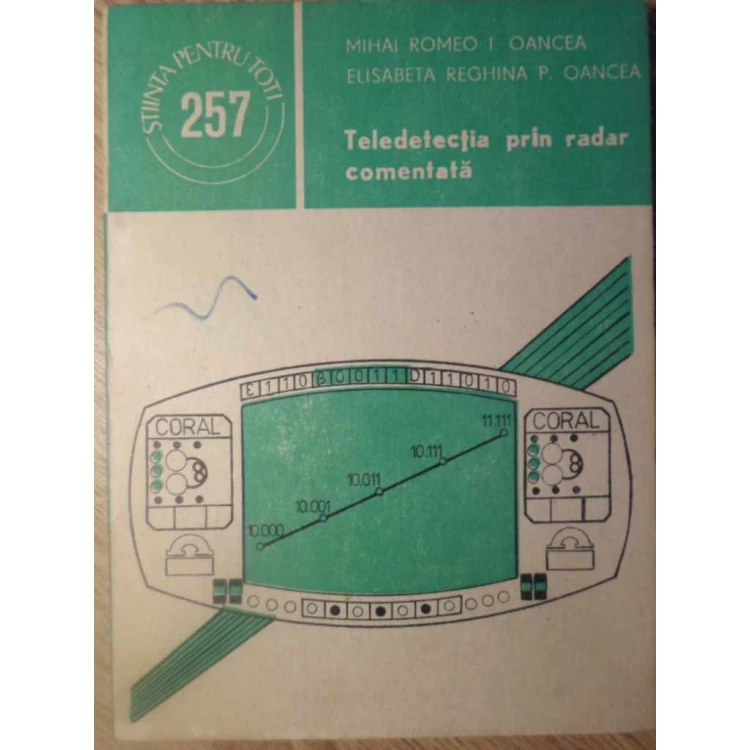 ȘTIINȚA PENTRU TOȚI
257
MIHAI ROMEO I. OANCEA
ELISABETA REGHINA P. OANCEA
Teledetecția prin radar
comentată
E110B0011D11010
CORAL
CORAL
11.111
10.111
10.011
10.001
10.000